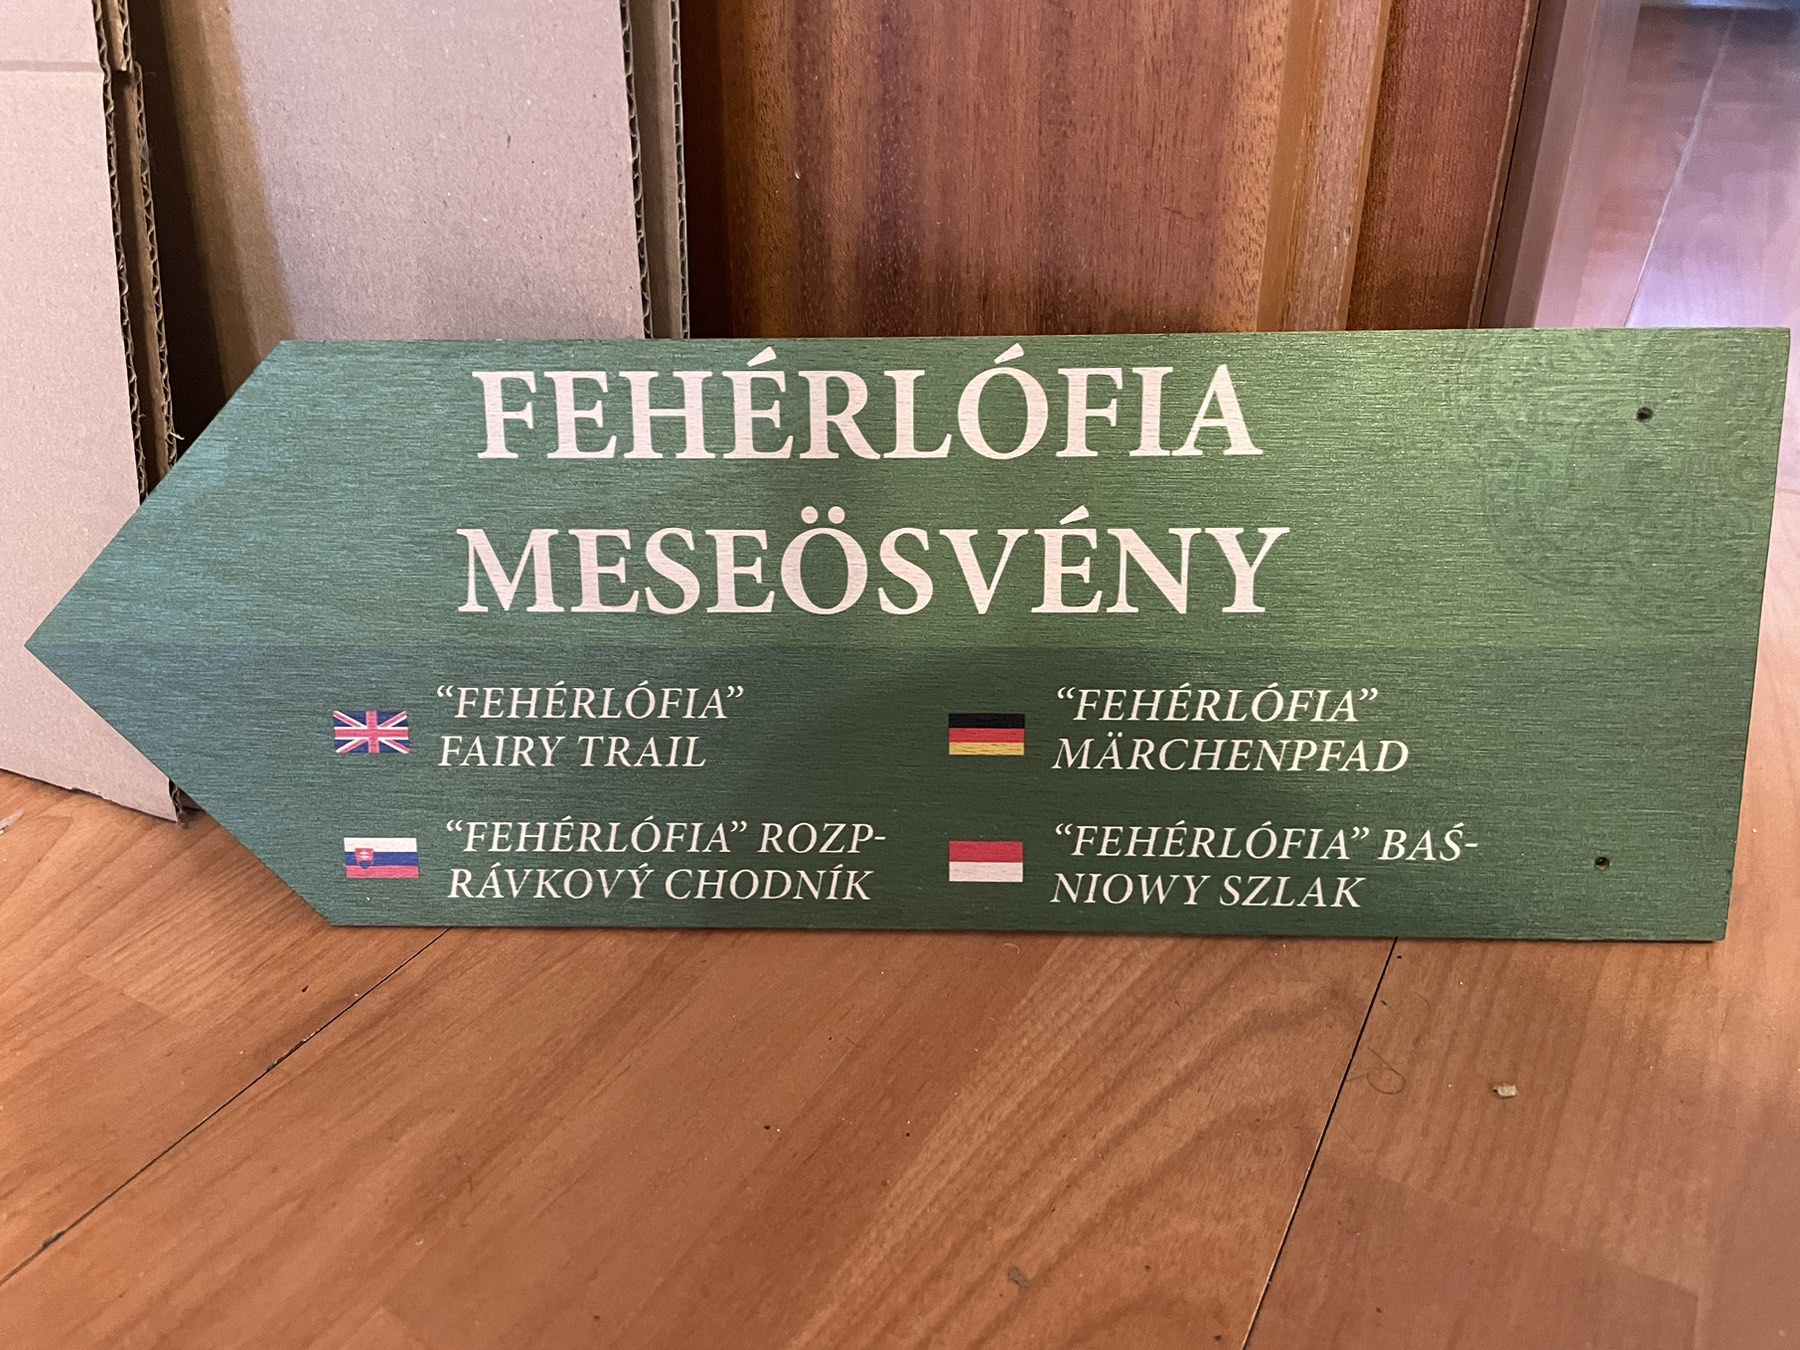 FEHÉRLÓFIA
MESEÖSVÉNY
“FEHÉRLÓFIA”
FAIRY TRAIL
“FEHÉRLÓFIA”
MÄRCHENPFAD
“FEHÉRLÓFIA” ROZP-
RÁVKOVÝ CHODNÍK
“FEHÉRLÓFIA” BAŚ-
NIOWY SZLAK